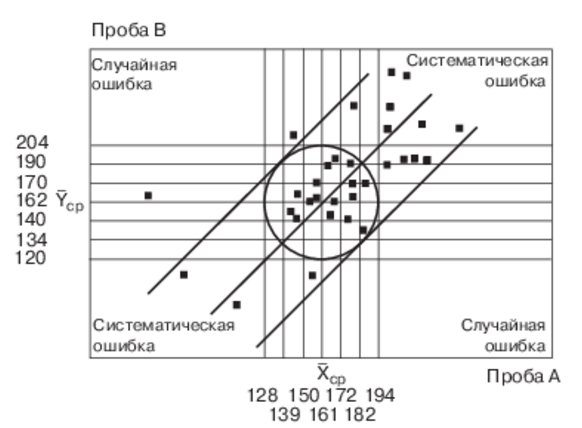 Проба В
Случайная
ошибка
Систематическая
ошибка
204
190
170
162 Y̅ср
140
134
120
Систематическая
ошибка
Случайная
ошибка
X̅ср
Проба А
128 150 172 194
139 161 182